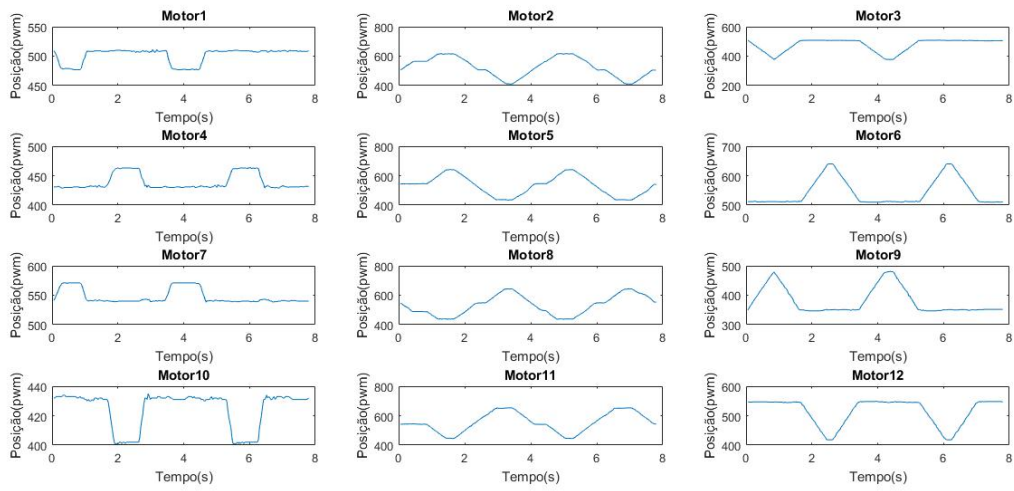 Motor1 Motor2 Motor3
550 800 600
500 600 400
450 400 200
0 2 4 6 8 0 2 4 6 8 0 2 4 6 8
Posição(pwm) Posição(pwm) Posição(pwm)
Tempo(s) Tempo(s) Tempo(s)
Motor4 Motor5 Motor6
500 800 700
450 600 600
400 400 500
0 2 4 6 8 0 2 4 6 8 0 2 4 6 8
Posição(pwm) Posição(pwm) Posição(pwm)
Tempo(s) Tempo(s) Tempo(s)
Motor7 Motor8 Motor9
600 800 500
550 600 400
500 400 300
0 2 4 6 8 0 2 4 6 8 0 2 4 6 8
Posição(pwm) Posição(pwm) Posição(pwm)
Tempo(s) Tempo(s) Tempo(s)
Motor10 Motor11 Motor12
440 800 600
420 600 500
400 400 400
0 2 4 6 8 0 2 4 6 8 0 2 4 6 8
Posição(pwm) Posição(pwm) Posição(pwm)
Tempo(s) Tempo(s) Tempo(s)